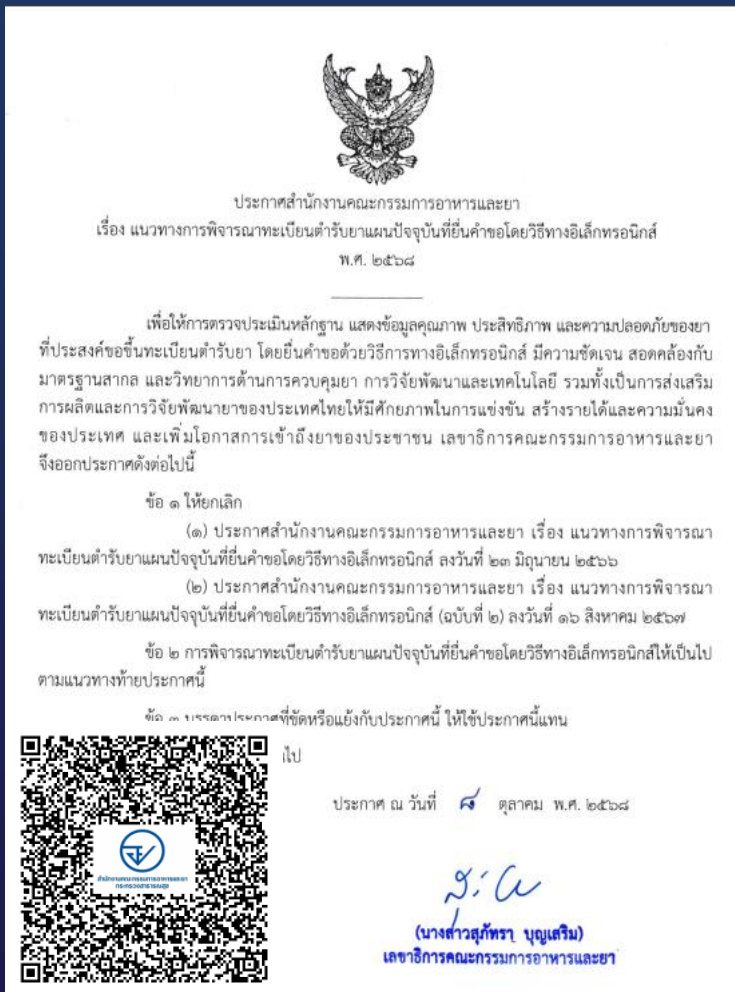 ประกาศสำนักงานคณะกรรมการอาหารและยา
เรื่อง แนวทางการพิจารณาทะเบียนตำรับยาแผนปัจจุบันที่ยื่นคำขอโดยวิธีทางอิเล็กทรอนิกส์
พ.ศ. ๒๕๖๘
เพื่อให้การตรวจประเมินหลักฐาน แสดงข้อมูลคุณภาพ ประสิทธิภาพ และความปลอดภัยของยา
ที่ประสงค์ขอขึ้นทะเบียนตำรับยา โดยยื่นคำขอด้วยวิธีการทางอิเล็กทรอนิกส์ มีความชัดเจน สอดคล้องกับ
มาตรฐานสากล และวิทยาการด้านการควบคุมยา การวิจัยพัฒนาและเทคโนโลยี รวมทั้งเป็นการส่งเสริม
การผลิตและการวิจัยพัฒนายาของประเทศไทยให้มีศักยภาพในการแข่งขัน สร้างรายได้และความมั่นคง
ของประเทศ และเพิ่มโอกาสการเข้าถึงยาของประชาชน เลขาธิการคณะกรรมการอาหารและยา
จึงออกประกาศดังต่อไปนี้
ข้อ ๑ ให้ยกเลิก
(๑) ประกาศสำนักงานคณะกรรมการอาหารและยา เรื่อง แนวทางการพิจารณา
ทะเบียนตำรับยาแผนปัจจุบันที่ยื่นคำขอโดยวิธีทางอิเล็กทรอนิกส์ ลงวันที่ ๒๓ มิถุนายน ๒๕๖๖
(๒) ประกาศสำนักงานคณะกรรมการอาหารและยา เรื่อง แนวทางการพิจารณา
ทะเบียนตำรับยาแผนปัจจุบันที่ยื่นคำขอโดยวิธีทางอิเล็กทรอนิกส์ (ฉบับที่ ๒) ลงวันที่ ๑๖ สิงหาคม ๒๕๖๗
ข้อ ๒ การพิจารณาทะเบียนตำรับยาแผนปัจจุบันที่ยื่นคำขอโดยวิธีทางอิเล็กทรอนิกส์ให้เป็นไป
ตามแนวทางท้ายประกาศนี้
ข้อ ๓ บรรดาประกาศที่ขัดหรือแย้งกับประกาศนี้ ให้ใช้ประกาศนี้แทน
ประกาศ ณ วันที่ ๘ ตุลาคม พ.ศ. ๒๕๖๘
สำนักงานคณะกรรมการอาหารและยา
กระทรวงสาธารณสุข
(นางสาวสุภัทรา บุญเสริม)
เลขาธิการคณะกรรมการอาหารและยา